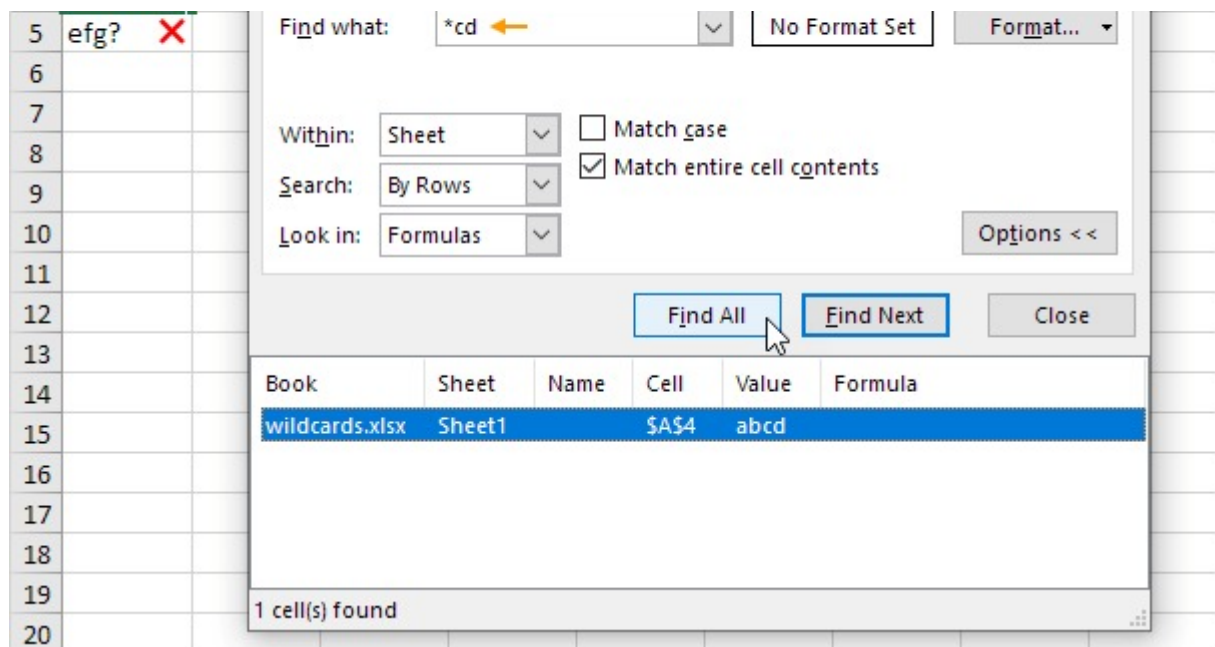 5 efg? Find what: *cd No Format Set Format...
6
7
Within: Sheet Match case
8
Match entire cell contents
9 Search: By Rows
10 Look in: Formulas Options <<
11
12 Find All Find Next Close
13
14 Book Sheet Name Cell Value Formula
15 wildcards.xlsx Sheet1 $A$4 abcd
16
17
18
19 1 cell(s) found
20